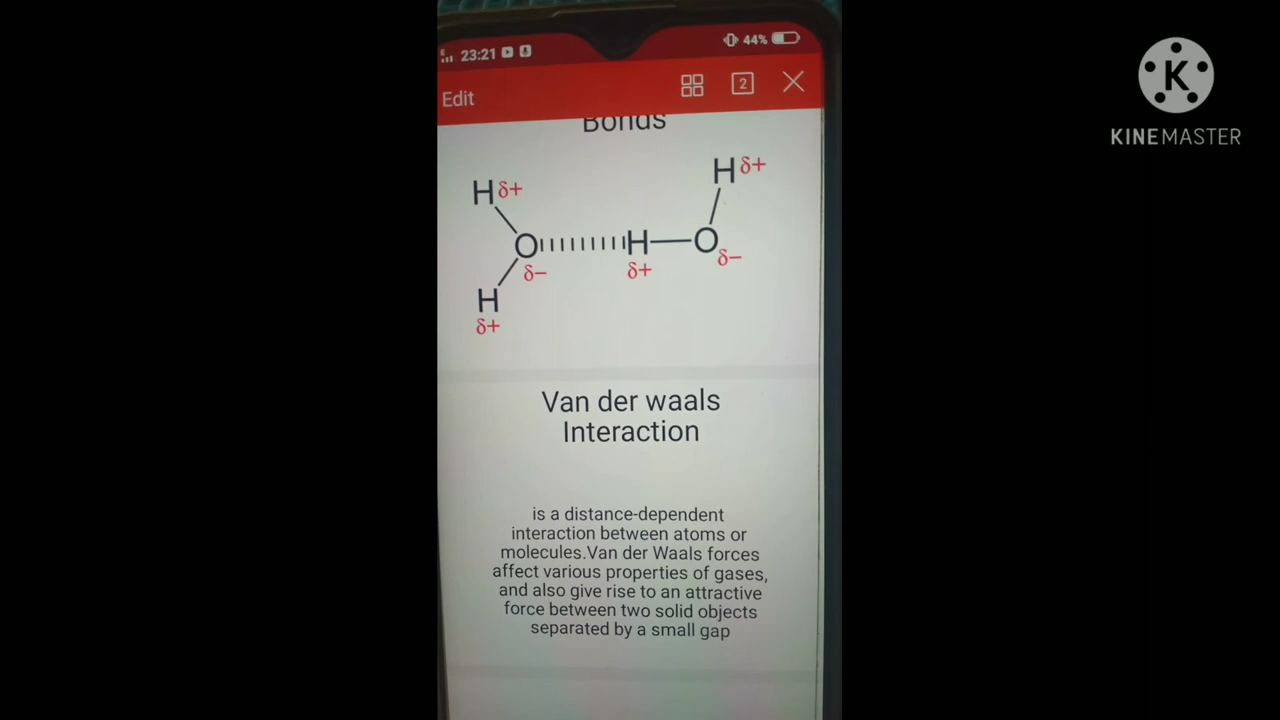 23:21
44%
Edit
2
Bonds
H δ+
H δ+
O H O
δ− δ+ δ−
H
δ+
Van der waals
Interaction
is a distance-dependent
interaction between atoms or
molecules.Van der Waals forces
affect various properties of gases,
and also give rise to an attractive
force between two solid objects
separated by a small gap
K
KINEMASTER